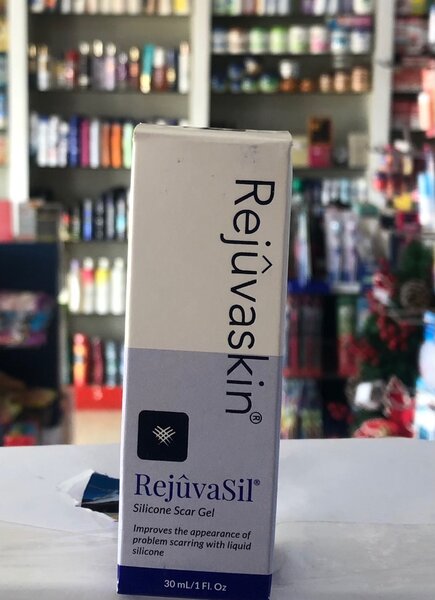 Rejûvaskin®
RejûvaSil®
Silicone Scar Gel
Improves the appearance of
problem scarring with liquid
silicone
30 mL/1 Fl. Oz